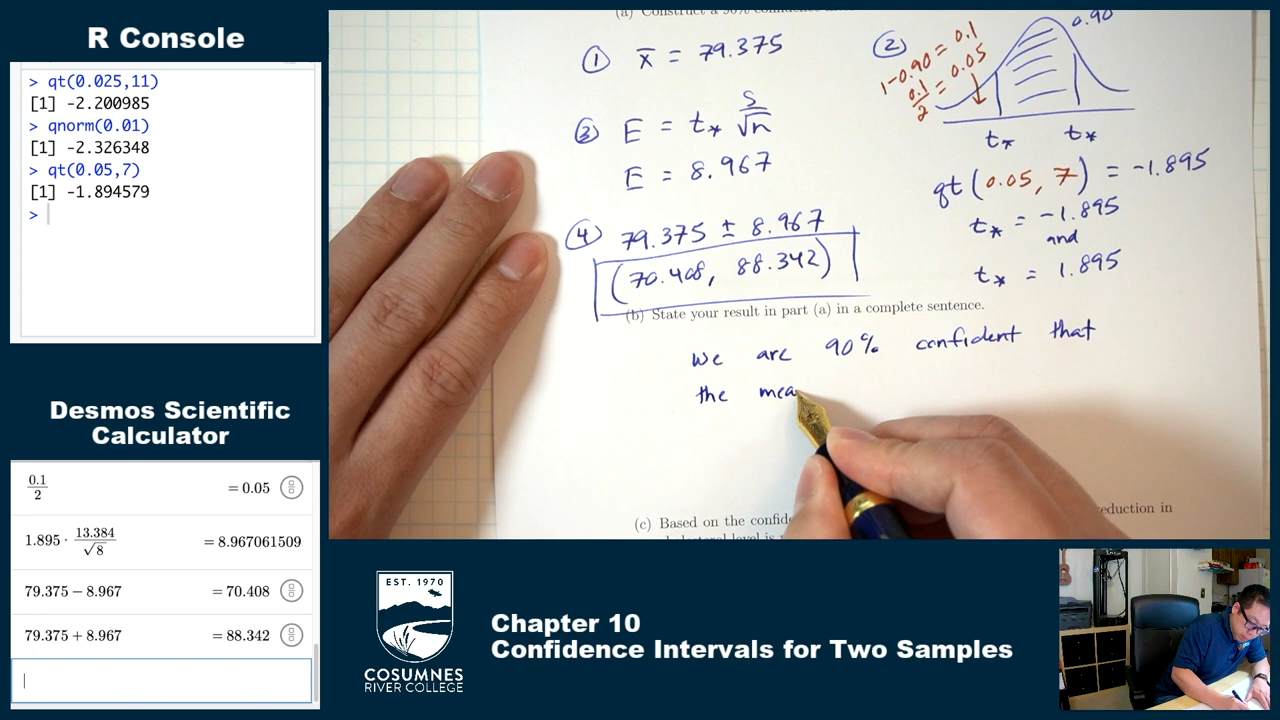 R Console
> qt(0.025,11)
[1] -2.200985
> qnorm(0.01)
[1] -2.326348
> qt(0.05,7)
[1] -1.894579
>
Desmos Scientific
Calculator
0.1/2 = 0.05
1.895 · 13.384/√8 = 8.967061509
79.375 − 8.967 = 70.408
79.375 + 8.967 = 88.342
(a) Construct a 90% confidence
① x̄ = 79.375
③ E = t* s/√n
E = 8.967
④ 79.375 ± 8.967
(70.408, 88.342)
②
0.90
1-0.90 = 0.1
0.1/2 = 0.05
t* t*
qt(0.05, 7) = -1.895
t* = -1.895
and
t* = 1.895
(b) State your result in part (a) in a complete sentence.
We are 90% confident that
the mea
(c) Based on the confid
eduction in
level is
EST. 1970
COSUMNES
RIVER COLLEGE
Chapter 10
Confidence Intervals for Two Samples